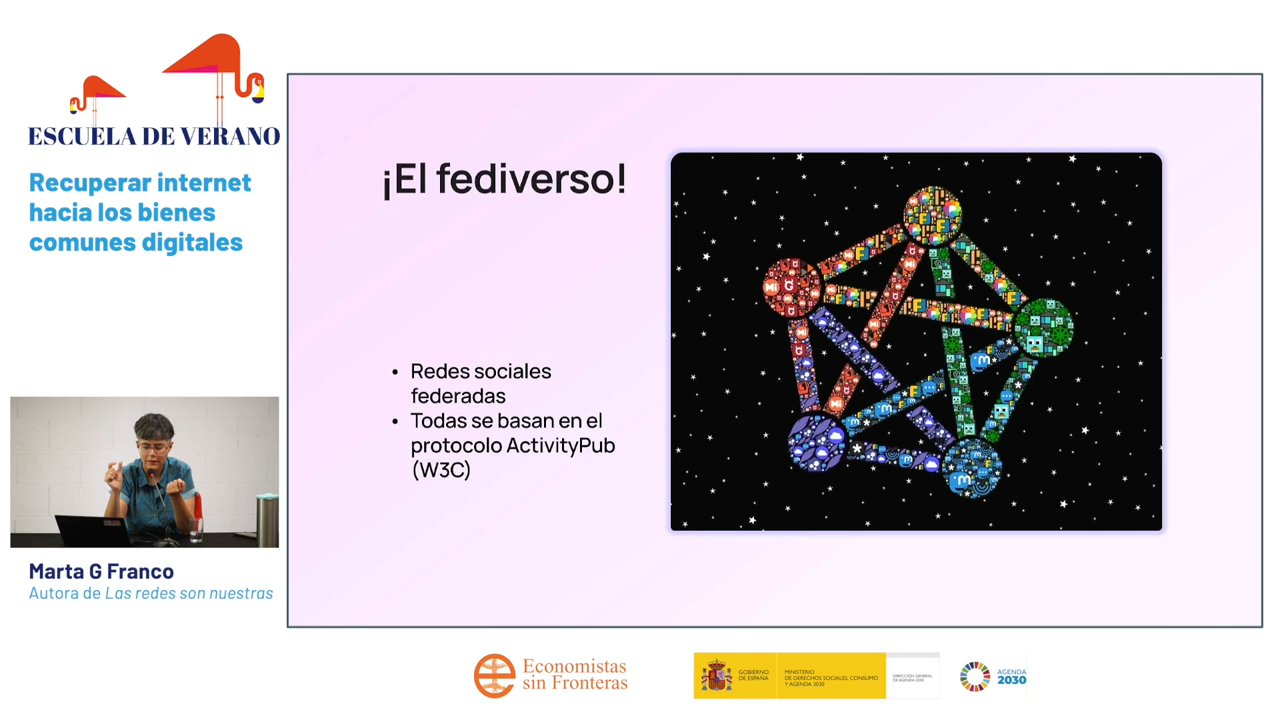 ESCUELA DE VERANO
Recuperar internet
hacia los bienes
comunes digitales
Marta G Franco
Autora de Las redes son nuestras
¡El fediverso!
• Redes sociales
federadas
• Todas se basan en el
protocolo ActivityPub
(W3C)
Economistas
sin Fronteras
GOBIERNO
DE ESPAÑA
MINISTERIO
DE DERECHOS SOCIALES, CONSUMO
Y AGENDA 2030
DIRECCIÓN GENERAL
DE AGENDA 2030
AGENDA
2030